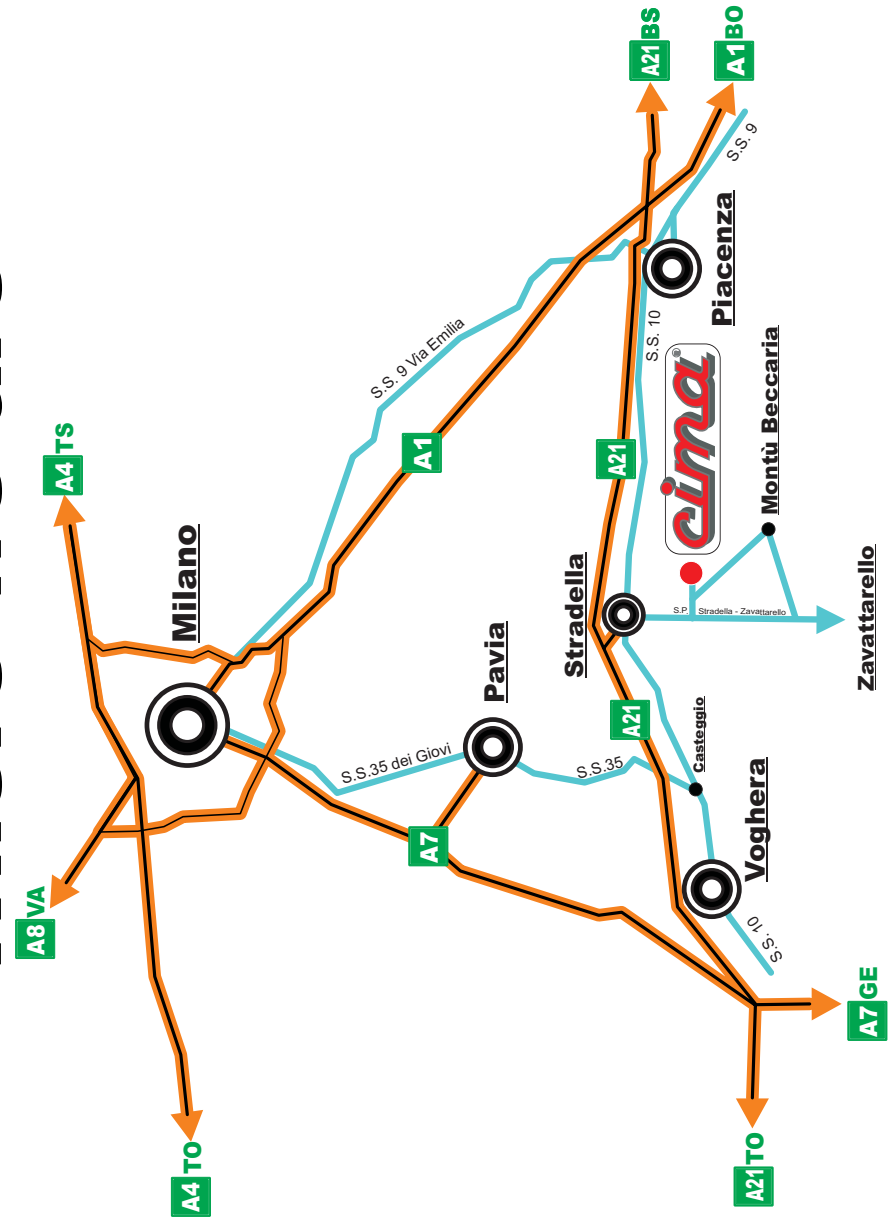 A8 VA
A4 TS
A4 TO
Milano
S.S. 9 Via Emilia
A1
S.S.35 dei Giovi
A7
Pavia
S.S.35
A21
A21
Stradella
A21 BS
A1 BO
S.S. 9
S.S. 10
Piacenza
cima®
S.P. Stradella - Zavattarello
Montù Beccaria
Casteggio
Voghera
S.S. 10
Zavattarello
A21 TO
A7 GE